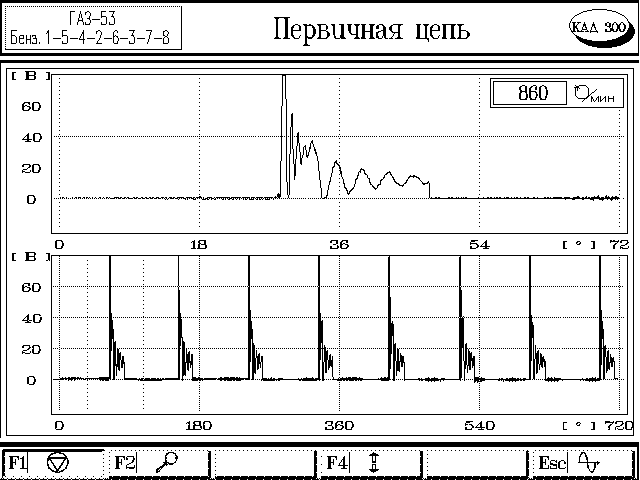 ГАЗ-53
Бенз. 1-5-4-2-6-3-7-8
Первичная цепь
КАД 300
[ В ]
60
40
20
0
860
мин
0 18 36 54 [ ° ] 72
[ В ]
60
40
20
0
0 180 360 540 [ ° ] 720
F1 F2 F4 Esc